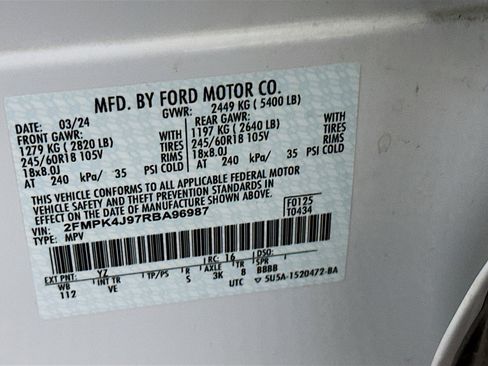 MFD. BY FORD MOTOR CO.
DATE: 03/24 GVWR: 2449 KG ( 5400 LB)
FRONT GAWR: REAR GAWR:
1279 KG ( 2820 LB) WITH 1197 KG ( 2640 LB) WITH
245/60R18 105V TIRES 245/60R18 105V TIRES
18x8.0J RIMS 18x8.0J RIMS
AT 240 kPa/ 35 PSI COLD AT 240 kPa/ 35 PSI COLD
THIS VEHICLE CONFORMS TO ALL APPLICABLE FEDERAL MOTOR
VEHICLE SAFETY AND THEFT PREVENTION STANDARDS IN
EFFECT ON THE DATE OF MANUFACTURE SHOWN ABOVE.
VIN: 2FMPK4J97RBA96987 F0125
TYPE: MPV T0434
EXT PNT: YZ RC: 16 DSO:
WB INT TR TP/PS R AXLE TR SPR
112 VE S 3K 8 BBBB
UTC 5U5A-1520472-BA